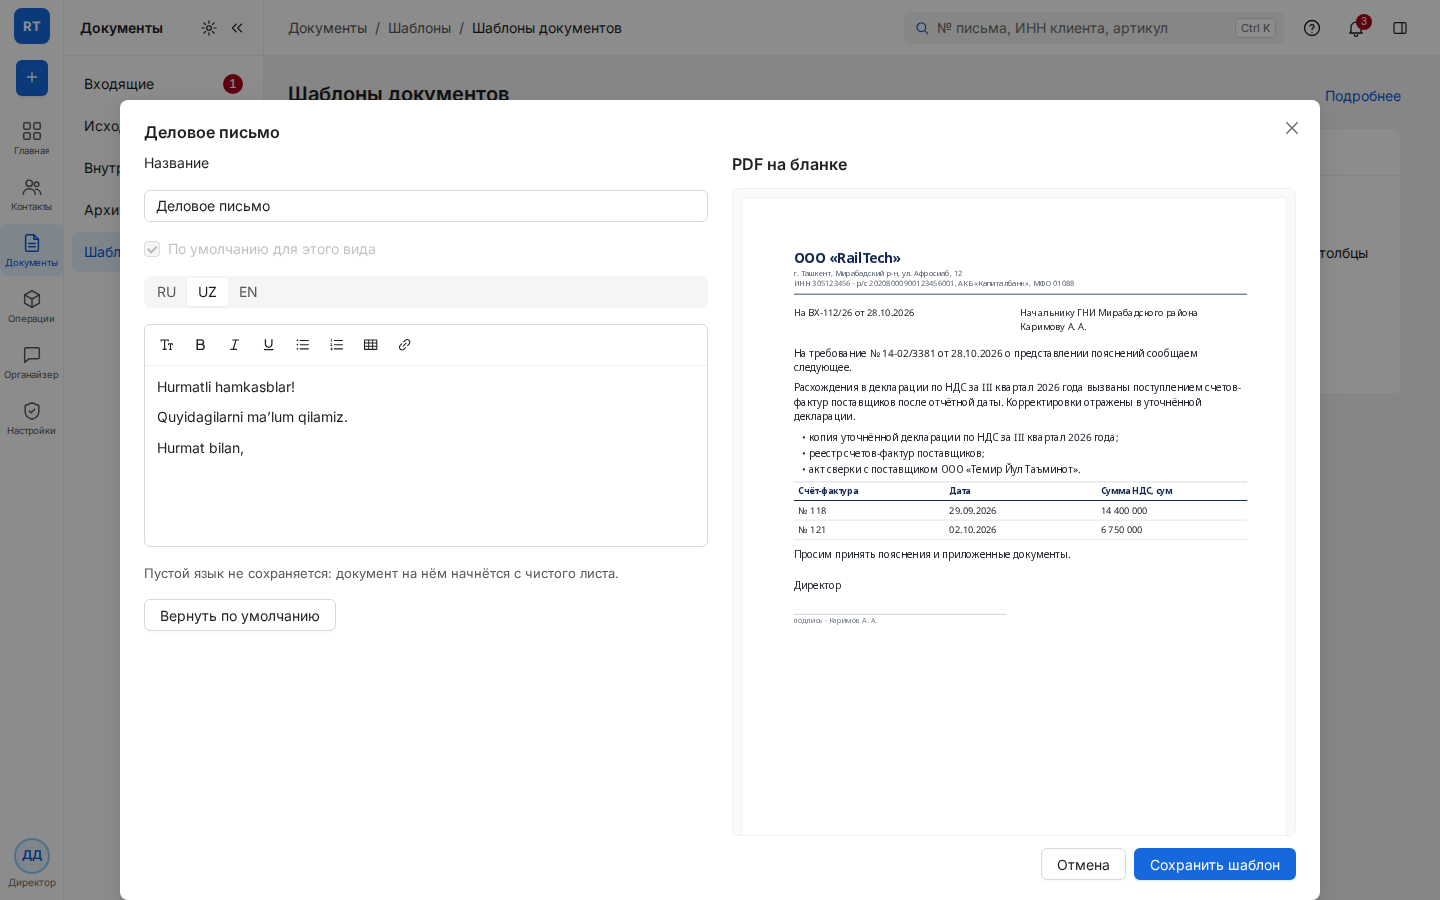 RT
Документы
Документы / Шаблоны / Шаблоны документов
№ письма, ИНН клиента, артикул
Ctrl K
3
Входящие
1
Шаблоны документов
Подробнее
Главная
Контакты
Документы
Операции
Органайзер
Настройки
ДД
Директор
Деловое письмо
Название
Деловое письмо
По умолчанию для этого вида
RU UZ EN
Hurmatli hamkasblar!
Quyidagilarni ma’lum qilamiz.
Hurmat bilan,
Пустой язык не сохраняется: документ на нём начнётся с чистого листа.
Вернуть по умолчанию
PDF на бланке
ООО «RailTech»
г. Ташкент, Мирабадский р-н, ул. Афросиаб, 12
ИНН 305123456 · р/с 20208000900123456001, АКБ «Капиталбанк», МФО 01088
На ВХ-112/26 от 28.10.2026
Начальнику ГНИ Мирабадского района
Каримову А. А.
На требование № 14-02/3381 от 28.10.2026 о представлении пояснений сообщаем
следующее.
Расхождения в декларации по НДС за III квартал 2026 года вызваны поступлением счетов-
фактур поставщиков после отчётной даты. Корректировки отражены в уточнённой
декларации.
• копия уточнённой декларации по НДС за III квартал 2026 года;
• реестр счетов-фактур поставщиков;
• акт сверки с поставщиком ООО «Темир Йул Таъминот».
Счёт-фактура Дата Сумма НДС, сум
№ 118 29.09.2026 14 400 000
№ 121 02.10.2026 6 750 000
Просим принять пояснения и приложенные документы.
Директор
подпись · Каримов А. А.
Отмена
Сохранить шаблон